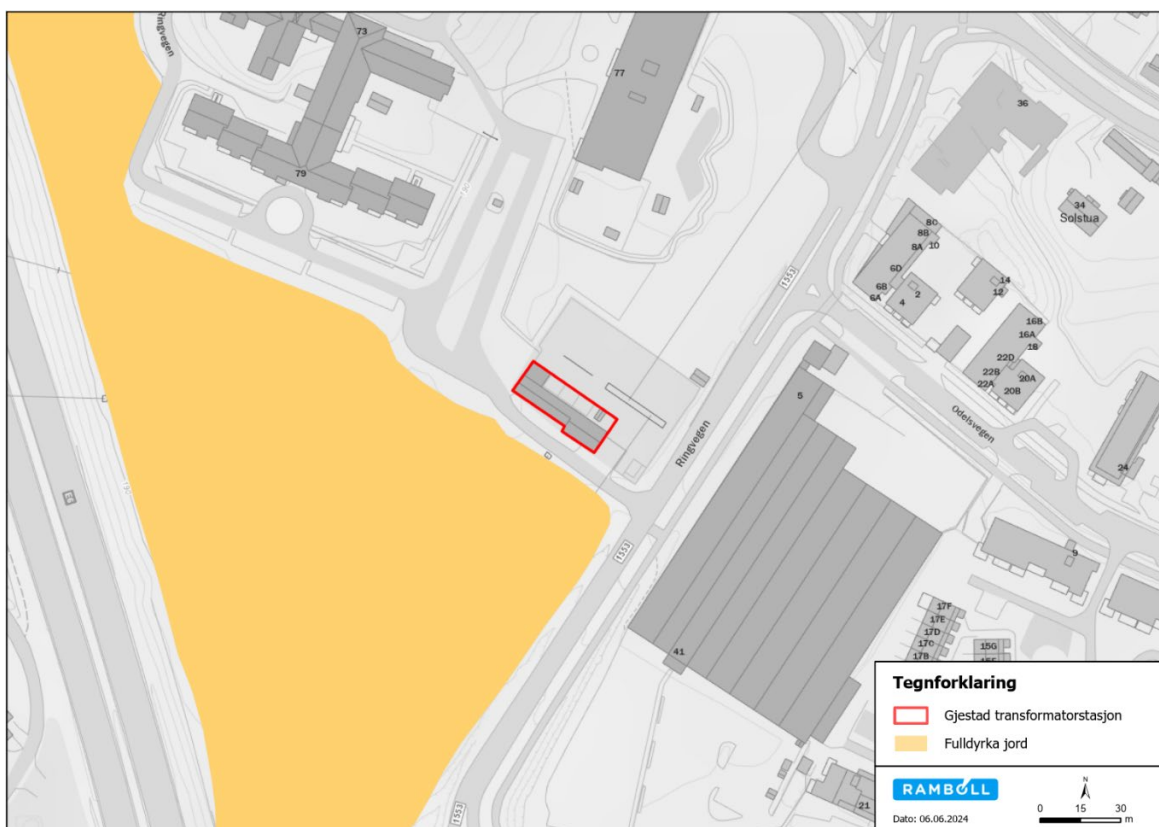 Ringvegen
73
77
79
36
34
Solstua
8C
8B
8A
10
6D
6B
6A
2
4
14
12
16B
16A
18
22D
22B
22A
20A
20B
1553
5
Ringvegen
Odelsvegen
24
9
1553
41
17F
17E
17D
17C
17B
15G
21
1553
Tegnforklaring
Gjestad transformatorstasjon
Fulldyrka jord
RAMBOLL
N
0 15 30
m
Dato: 06.06.2024